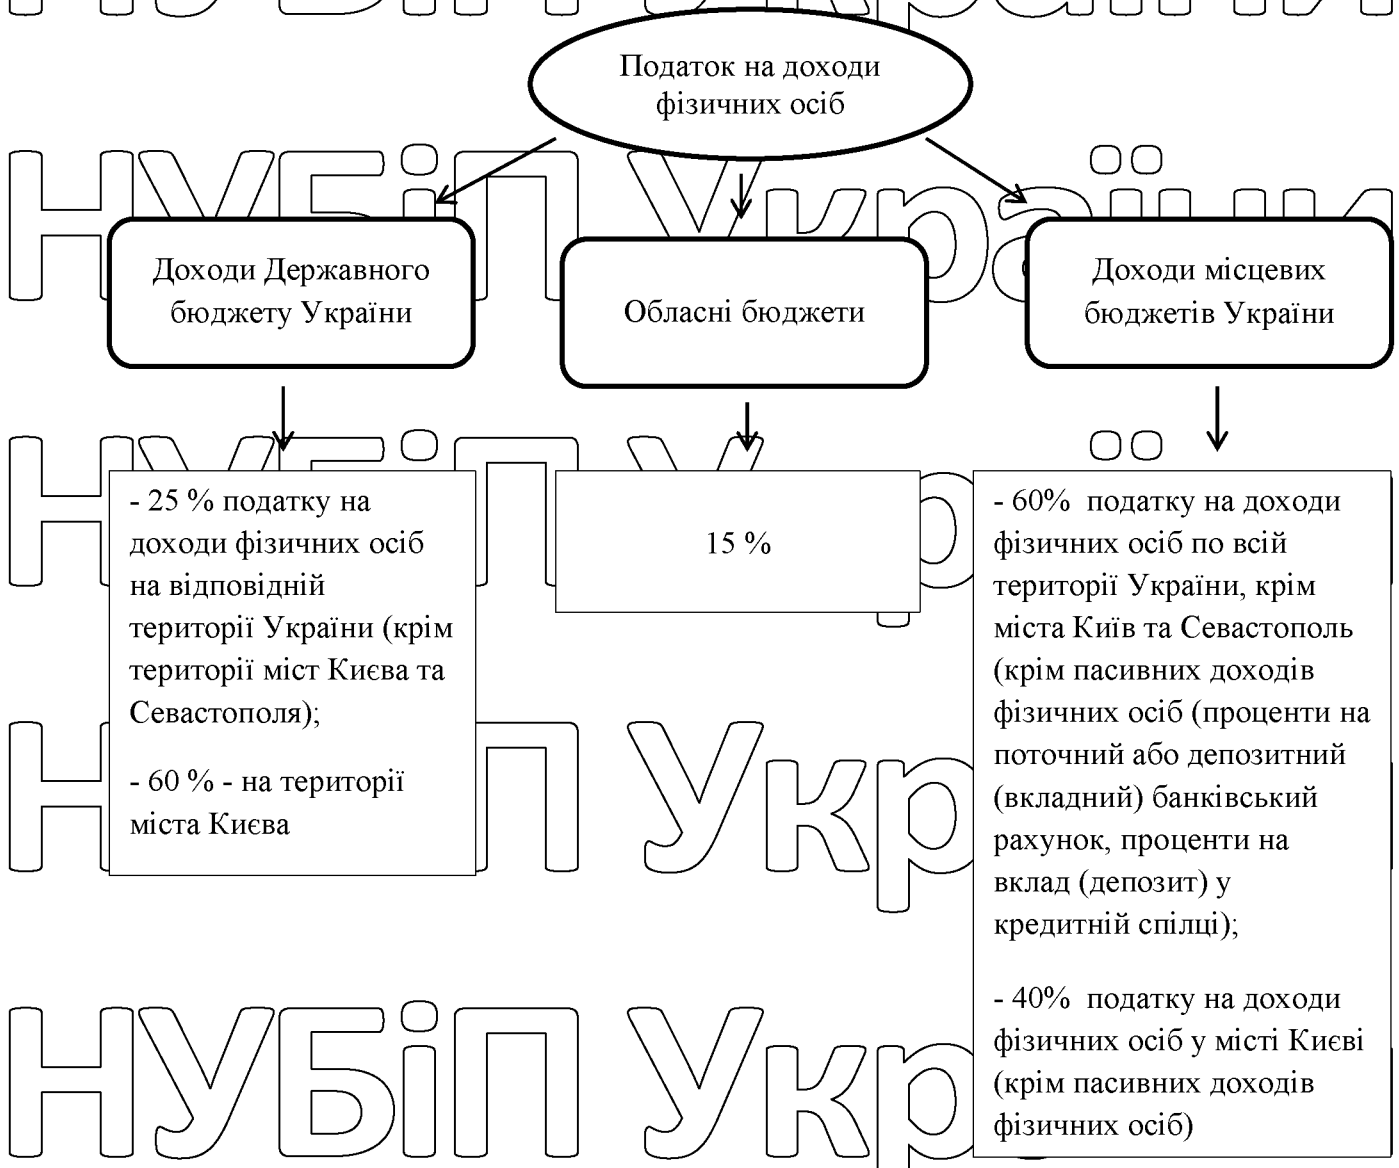 НУБіП України
Податок на доходи
фізичних осіб
НУБіП України
Доходи Державного
бюджету України
Обласні бюджети
Доходи місцевих
бюджетів України
НУБіП Украї
- 25 % податку на
доходи фізичних осіб
на відповідній
території України (крім
території міст Києва та
Севастополя);
- 60 % - на території
міста Києва
15 %
- 60% податку на доходи
фізичних осіб по всій
території України, крім
міста Київ та Севастополь
(крім пасивних доходів
фізичних осіб (проценти на
поточний або депозитний
(вкладний) банківський
рахунок, проценти на
вклад (депозит) у
кредитній спілці);
- 40% податку на доходи
фізичних осіб у місті Києві
(крім пасивних доходів
фізичних осіб)
НУБіП Укр
НУБіП Укр